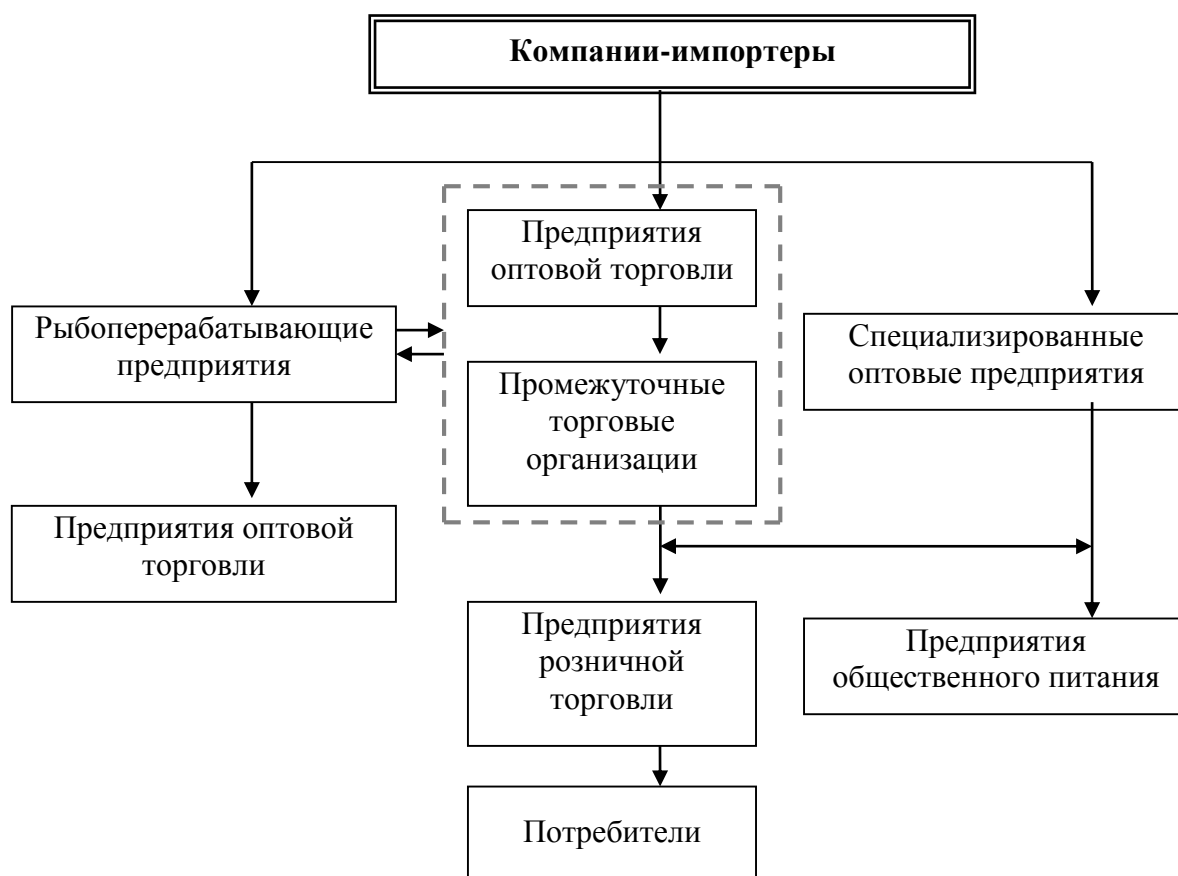 Компании-импортеры
Предприятия
оптовой торговли
Рыбоперерабатывающие
предприятия
Промежуточные
торговые
организации
Специализированные
оптовые предприятия
Предприятия оптовой
торговли
Предприятия
розничной
торговли
Предприятия
общественного питания
Потребители